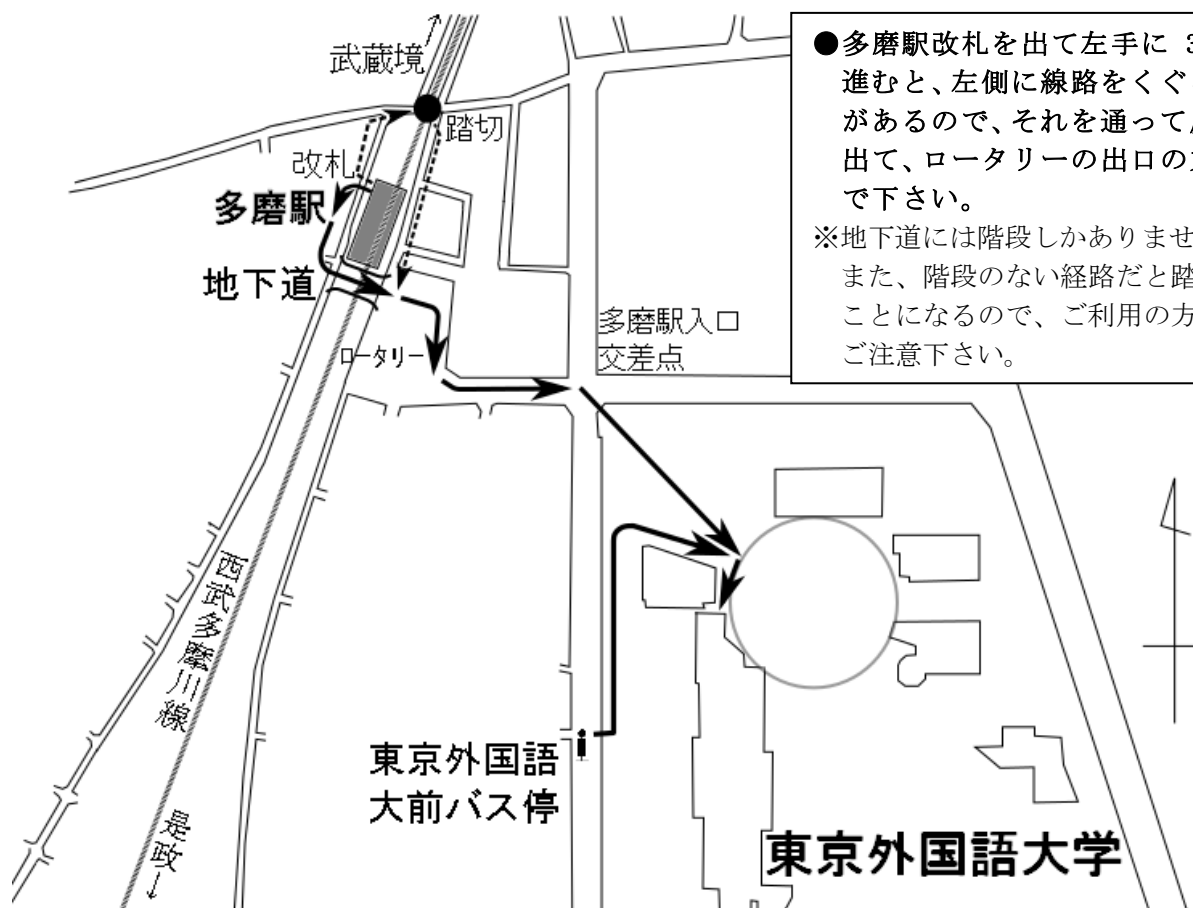 武蔵境
踏切
改札
多磨駅
地下道
ロータリー
多磨駅入口
交差点
●多磨駅改札を出て左手に 3
進むと、左側に線路をくぐ
があるので、それを通って
出て、ロータリーの出口の
で下さい。
※地下道には階段しかありませ
また、階段のない経路だと踏
ことになるので、ご利用の方
ご注意下さい。
西武多摩川線
是政
東京外国語
大前バス停
東京外国語大学